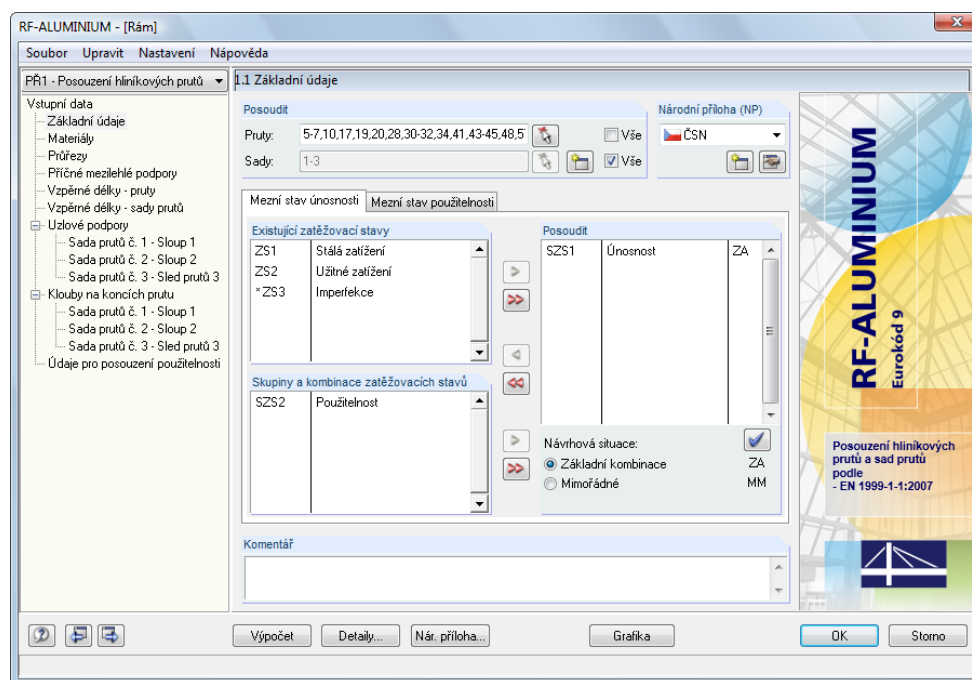 RF-ALUMINIUM - [Rám]
Soubor Upravit Nastavení Nápověda
PŘ1 - Posouzení hliníkových prutů
Vstupní data
Základní údaje
Materiály
Průřezy
Příčné mezilehlé podpory
Vzpěrné délky - pruty
Vzpěrné délky - sady prutů
Uzlové podpory
Sada prutů č. 1 - Sloup 1
Sada prutů č. 2 - Sloup 2
Sada prutů č. 3 - Sled prutů 3
Klouby na koncích prutu
Sada prutů č. 1 - Sloup 1
Sada prutů č. 2 - Sloup 2
Sada prutů č. 3 - Sled prutů 3
Údaje pro posouzení použitelnosti
1.1 Základní údaje
Posoudit
Pruty: 5-7,10,17,19,20,28,30-32,34,41,43-45,48,5 Vše
Sady: 1-3 Vše
Národní příloha (NP)
ČSN
Mezní stav únosnosti Mezní stav použitelnosti
Existující zatěžovací stavy
ZS1 Stálá zatížení
ZS2 Užitné zatížení
*ZS3 Imperfekce
Skupiny a kombinace zatěžovacích stavů
SZS2 Použitelnost
Posoudit
SZS1 Únosnost ZA
Návrhová situace:
Základní kombinace ZA
Mimořádné MM
Komentář
RF-ALUMINIUM
Eurokód 9
Posouzení hliníkových
prutů a sad prutů
podle
- EN 1999-1-1:2007
Výpočet Detaily... Nár. příloha... Grafika OK Storno